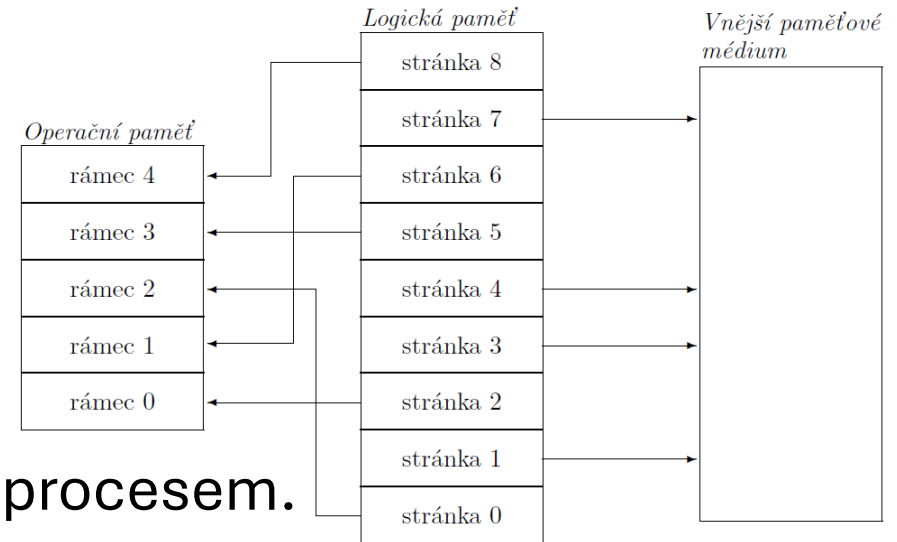 Operační paměť
rámec 4
rámec 3
rámec 2
rámec 1
rámec 0
procesem.
Logická paměť
stránka 8
stránka 7
stránka 6
stránka 5
stránka 4
stránka 3
stránka 2
stránka 1
stránka 0
Vnější paměťové
médium